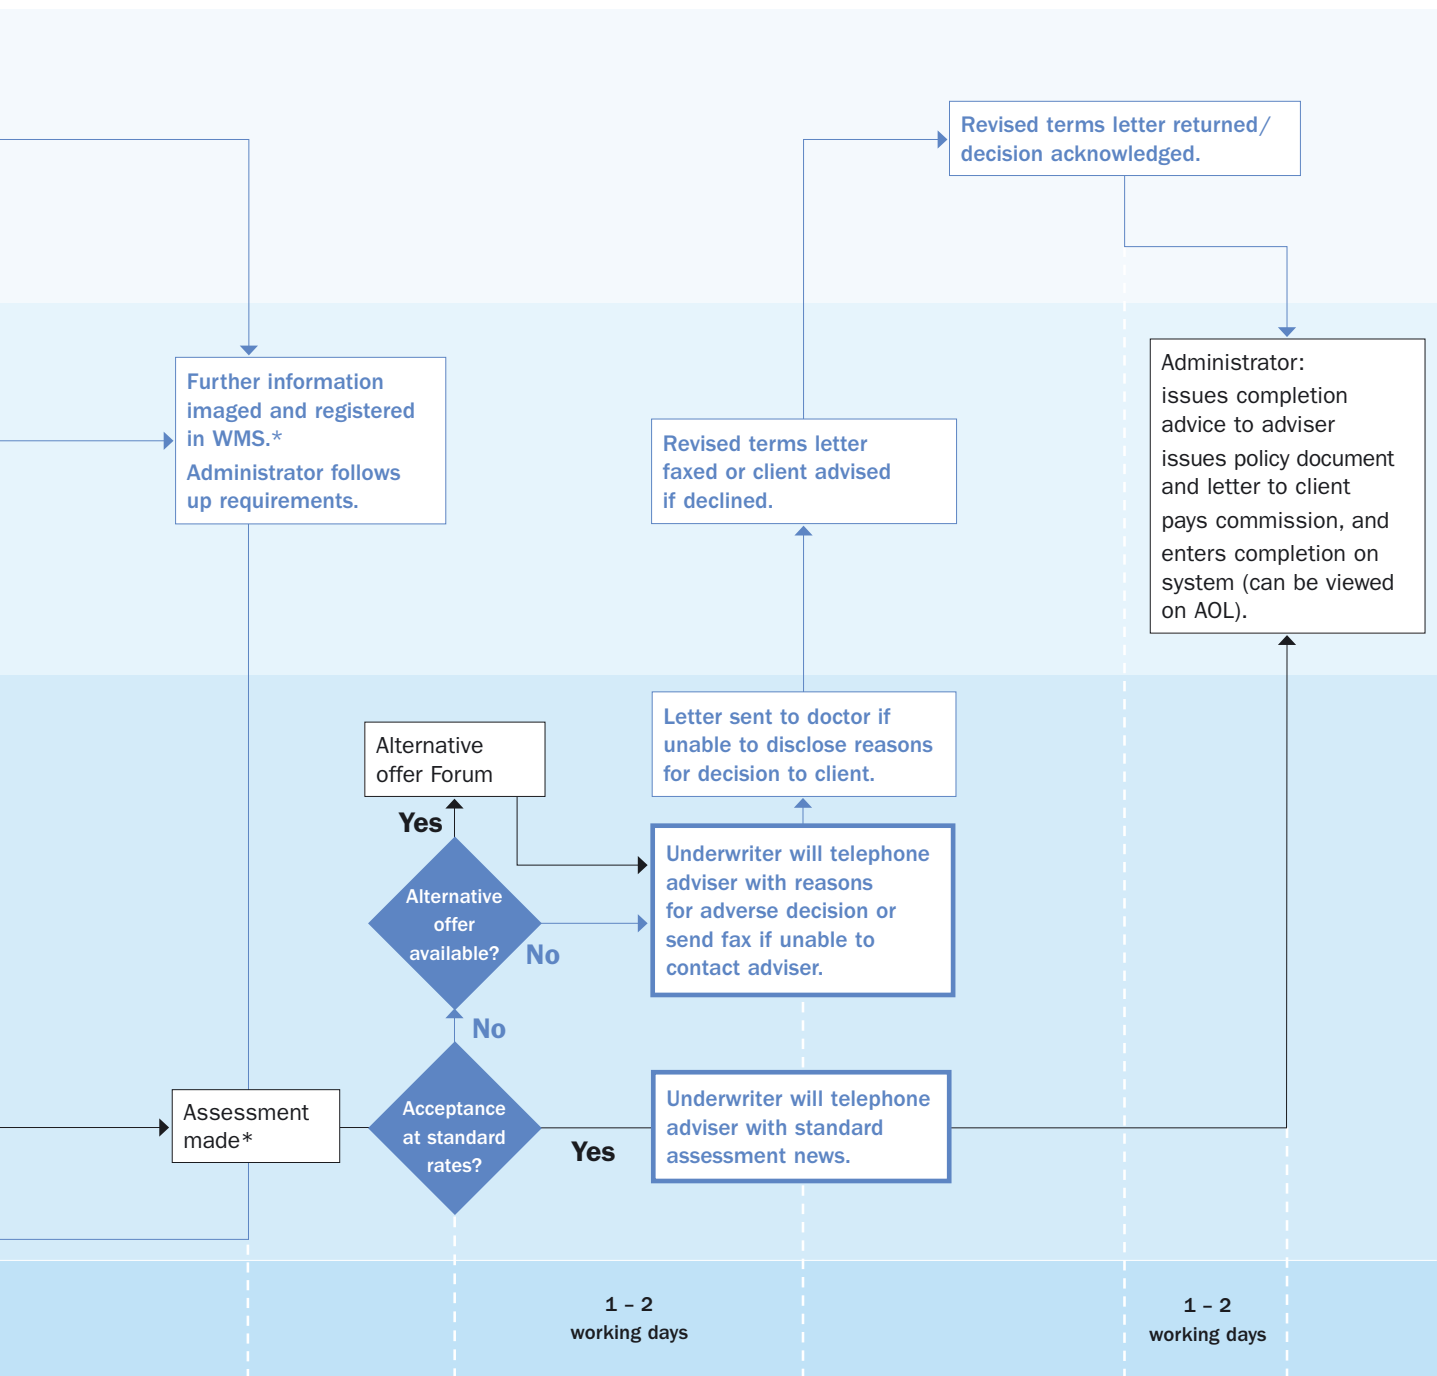 Revised terms letter returned/
decision acknowledged.
Further information
imaged and registered
in WMS.*
Administrator follows
up requirements.
Revised terms letter
faxed or client advised
if declined.
Administrator:
issues completion
advice to adviser
issues policy document
and letter to client
pays commission, and
enters completion on
system (can be viewed
on AOL).
Alternative
offer Forum
Letter sent to doctor if
unable to disclose reasons
for decision to client.
Yes
Alternative
offer
available?
No
Underwriter will telephone
adviser with reasons
for adverse decision or
send fax if unable to
contact adviser.
No
Assessment
made*
Acceptance
at standard
rates?
Yes
Underwriter will telephone
adviser with standard
assessment news.
1 – 2
working days
1 – 2
working days